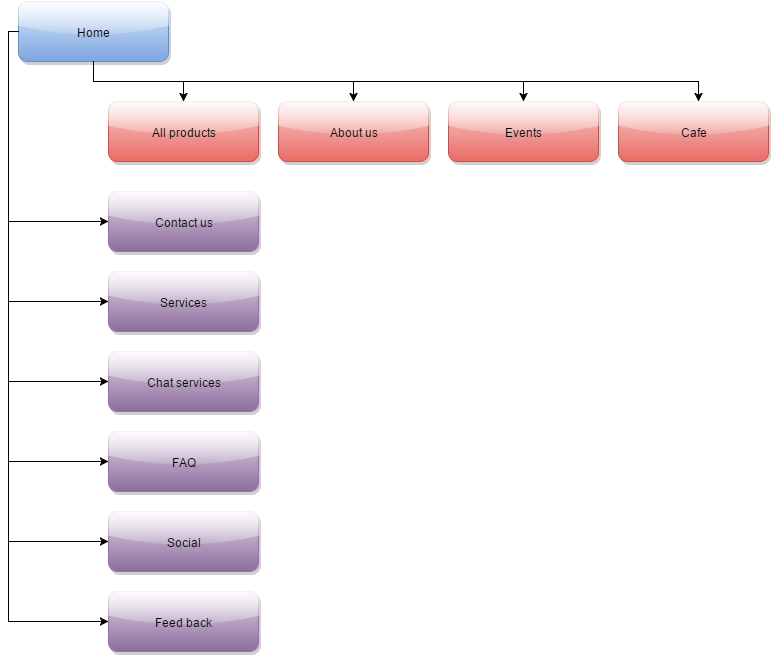 Home
All products
About us
Events
Cafe
Contact us
Services
Chat services
FAQ
Social
Feed back